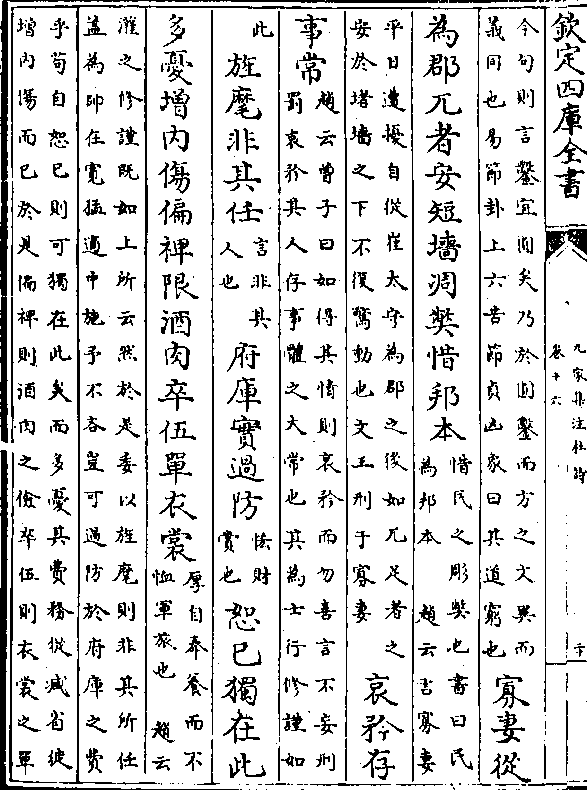 欽定四庫全書
九家集注杜詩
卷十六
今句則言鑿宜圓矣乃於圓鑿而方之文異而
義同也易節卦上六苦節貞凶彖曰其道窮也
寡妻從
為郡兀者安短墻凋獘惜邦本
惜民之彫獘也書曰民
為邦本 趙云言寡妻
平日遭擾自從崔太守為郡之後如兀足者之
安於堵墻之下不復驚動也文王刑于寡妻
哀矜存
事常
趙云曾子曰如得其情則哀矜而勿喜言不妄刑
罰哀矜其人存事體之大常也其為士行修謹如
此
旌麾非其任
言非其
人也
府庫實過防
恡財
賞也
恕已獨在此
多憂增内傷偏裨限酒肉卒伍單衣裳
厚自奉養而不
恤軍旅也 趙云
灌之修謹既如上所云然於是委以旌麾則非其所任
蓋為帥在寛猛適中施予不吝豈可過防於府庫之費
乎苟自恕已則可獨在此矣而多憂其費務從減省徒
增内傷而已於是偏裨則酒肉之儉卒伍則衣裳之單